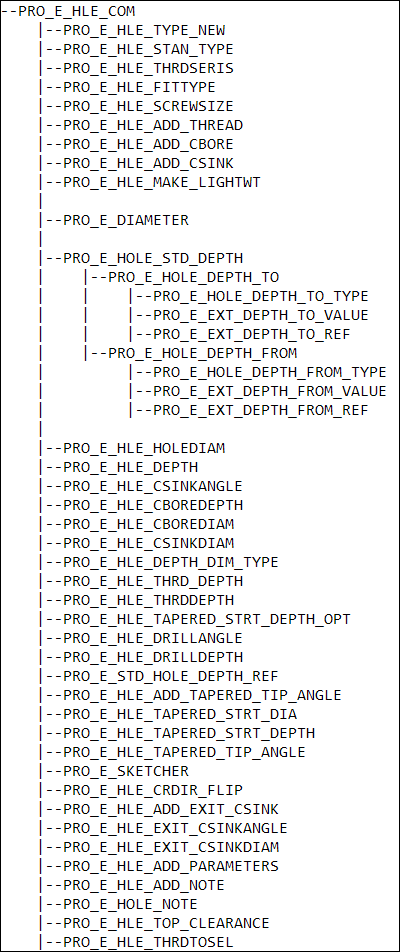 --PRO_E_HLE_COM
|--PRO_E_HLE_TYPE_NEW
|--PRO_E_HLE_STAN_TYPE
|--PRO_E_HLE_THRDSERIS
|--PRO_E_HLE_FITTYPE
|--PRO_E_HLE_SCREWSIZE
|--PRO_E_HLE_ADD_THREAD
|--PRO_E_HLE_ADD_CBORE
|--PRO_E_HLE_ADD_CSINK
|--PRO_E_HLE_MAKE_LIGHTWT
|
|--PRO_E_DIAMETER
|
|--PRO_E_HOLE_STD_DEPTH
|    |--PRO_E_HOLE_DEPTH_TO
|    |    |--PRO_E_HOLE_DEPTH_TO_TYPE
|    |    |--PRO_E_EXT_DEPTH_TO_VALUE
|    |    |--PRO_E_EXT_DEPTH_TO_REF
|    |--PRO_E_HOLE_DEPTH_FROM
|         |--PRO_E_HOLE_DEPTH_FROM_TYPE
|         |--PRO_E_EXT_DEPTH_FROM_VALUE
|         |--PRO_E_EXT_DEPTH_FROM_REF
|
|--PRO_E_HLE_HOLEDIAM
|--PRO_E_HLE_DEPTH
|--PRO_E_HLE_CSINKANGLE
|--PRO_E_HLE_CBOREDEPTH
|--PRO_E_HLE_CBOREDIAM
|--PRO_E_HLE_CSINKDIAM
|--PRO_E_HLE_DEPTH_DIM_TYPE
|--PRO_E_HLE_THRD_DEPTH
|--PRO_E_HLE_THRDDEPTH
|--PRO_E_HLE_TAPERED_STRT_DEPTH_OPT
|--PRO_E_HLE_DRILLANGLE
|--PRO_E_HLE_DRILLDEPTH
|--PRO_E_STD_HOLE_DEPTH_REF
|--PRO_E_HLE_ADD_TAPERED_TIP_ANGLE
|--PRO_E_HLE_TAPERED_STRT_DIA
|--PRO_E_HLE_TAPERED_STRT_DEPTH
|--PRO_E_HLE_TAPERED_TIP_ANGLE
|--PRO_E_SKETCHER
|--PRO_E_HLE_CRDIR_FLIP
|--PRO_E_HLE_ADD_EXIT_CSINK
|--PRO_E_HLE_EXIT_CSINKANGLE
|--PRO_E_HLE_EXIT_CSINKDIAM
|--PRO_E_HLE_ADD_PARAMETERS
|--PRO_E_HLE_ADD_NOTE
|--PRO_E_HOLE_NOTE
|--PRO_E_HLE_TOP_CLEARANCE
|--PRO_E_HLE_THRDTOSEL